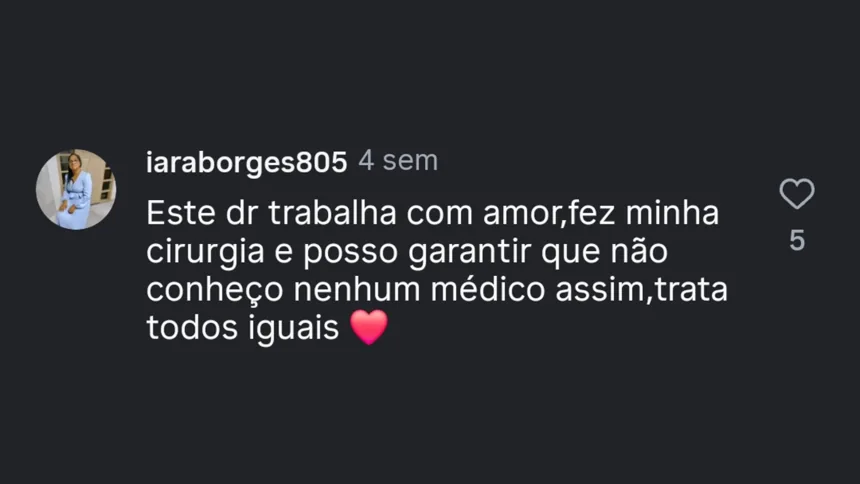 iaraborges805 4 sem
Este dr trabalha com amor,fez minha
cirurgia e posso garantir que não
conheço nenhum médico assim,trata
todos iguais ❤️
5